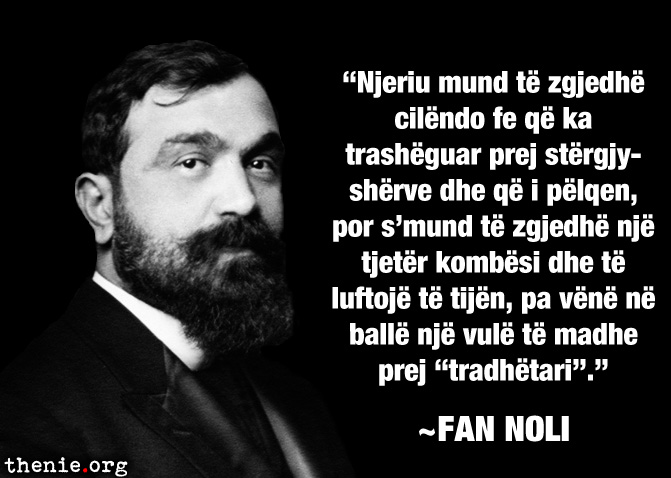 “Njeriu mund të zgjedhë
cilëndo fe që ka
trashëguar prej stërgjy-
shërve dhe që i pëlqen,
por s’mund të zgjedhë një
tjetër kombësi dhe të
luftojë të tijën, pa vënë në
ballë një vulë të madhe
prej “tradhëtari”.”
~FAN NOLI
thenie.org